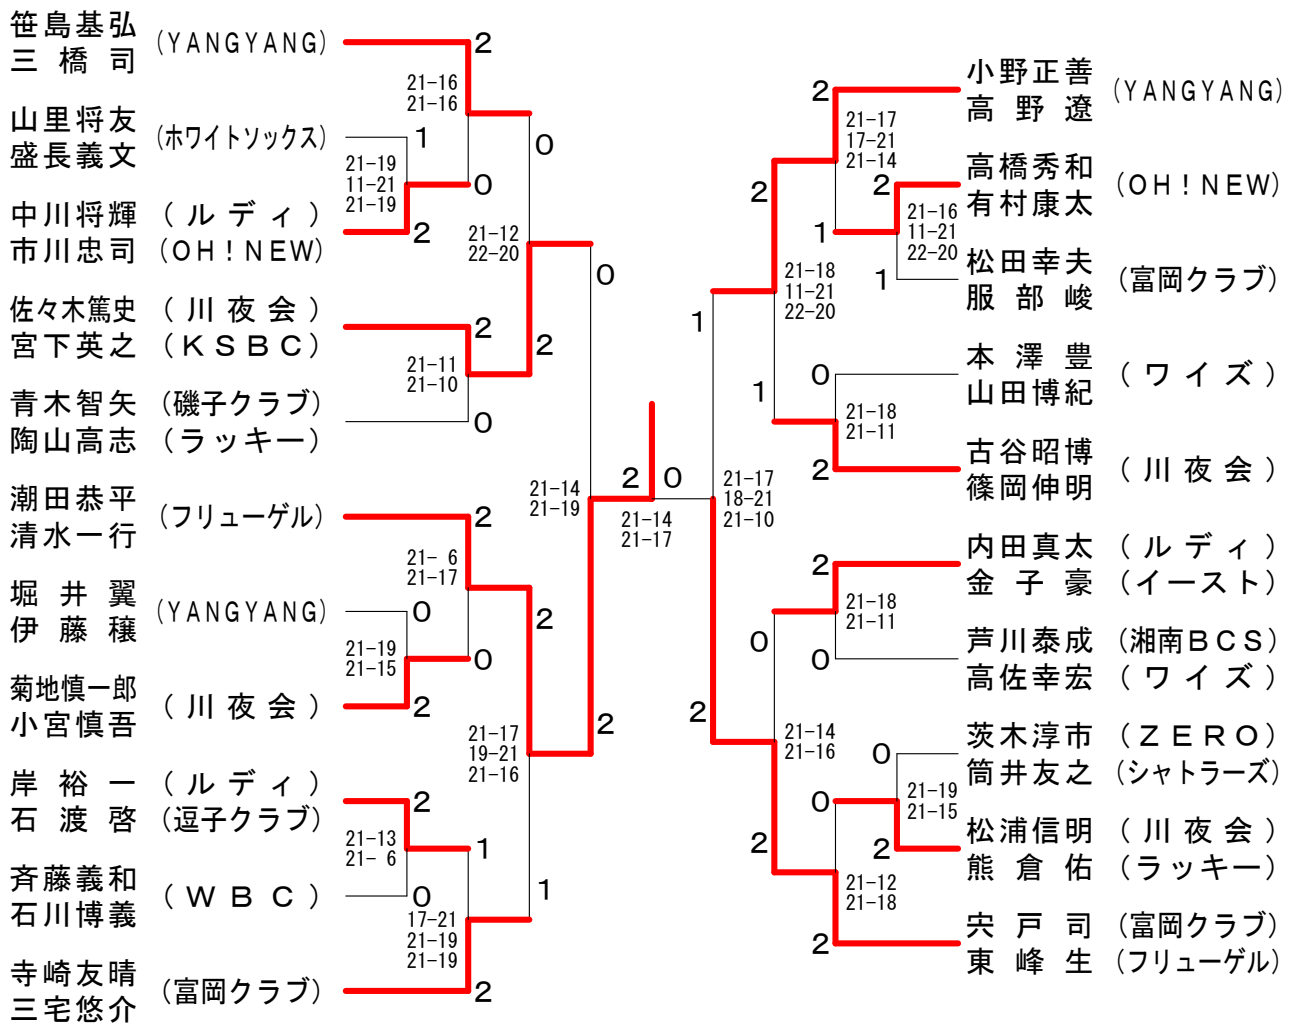 笹島基弘 (YANGYANG)
三橋司
2
21-16
21-16
山里将友 (ホワイトソックス)
盛長義文
1
0
0
21-19
11-21
21-19
中川将輝 (ルディ)
市川忠司 (OH!NEW)
2
21-12
22-20
0
佐々木篤史 (川夜会)
宮下英之 (KSBC)
2
2
21-11
21-10
青木智矢 (磯子クラブ)
陶山高志 (ラッキー)
0
21-14
21-19
潮田恭平 (フリューゲル)
清水一行
2
21- 6
21-17
堀井翼 (YANGYANG)
伊藤穣
0
2
0
21-19
21-15
菊地慎一郎 (川夜会)
小宮慎吾
2
21-17
19-21
21-16
2
岸裕一 (ルディ)
石渡啓 (逗子クラブ)
2
21-13
21- 6
1
斉藤義和 (WBC)
石川博義
0
1
17-21
21-19
21-19
寺崎友晴 (富岡クラブ)
三宅悠介
2
2 0
21-14
21-17
小野正善 (YANGYANG)
高野遼
2
21-17
17-21
21-14
高橋秀和 (OH!NEW)
有村康太
2
2
1
21-16
11-21
22-20
松田幸夫 (富岡クラブ)
服部峻
1
21-18
11-21
22-20
1
本澤豊 (ワイズ)
山田博紀
0
1
21-18
21-11
古谷昭博 (川夜会)
篠岡伸明
2
21-17
18-21
21-10
内田真太 (ルディ)
金子豪 (イースト)
2
21-18
21-11
0
芦川泰成 (湘南BCS)
高佐幸宏 (ワイズ)
0
2
21-14
21-16
茨木淳市 (ZERO)
筒井友之 (シャトラーズ)
0
21-19
21-15
0
松浦信明 (川夜会)
熊倉佑 (ラッキー)
2
2
21-12
21-18
宍戸司 (富岡クラブ)
東峰生 (フリューゲル)
2